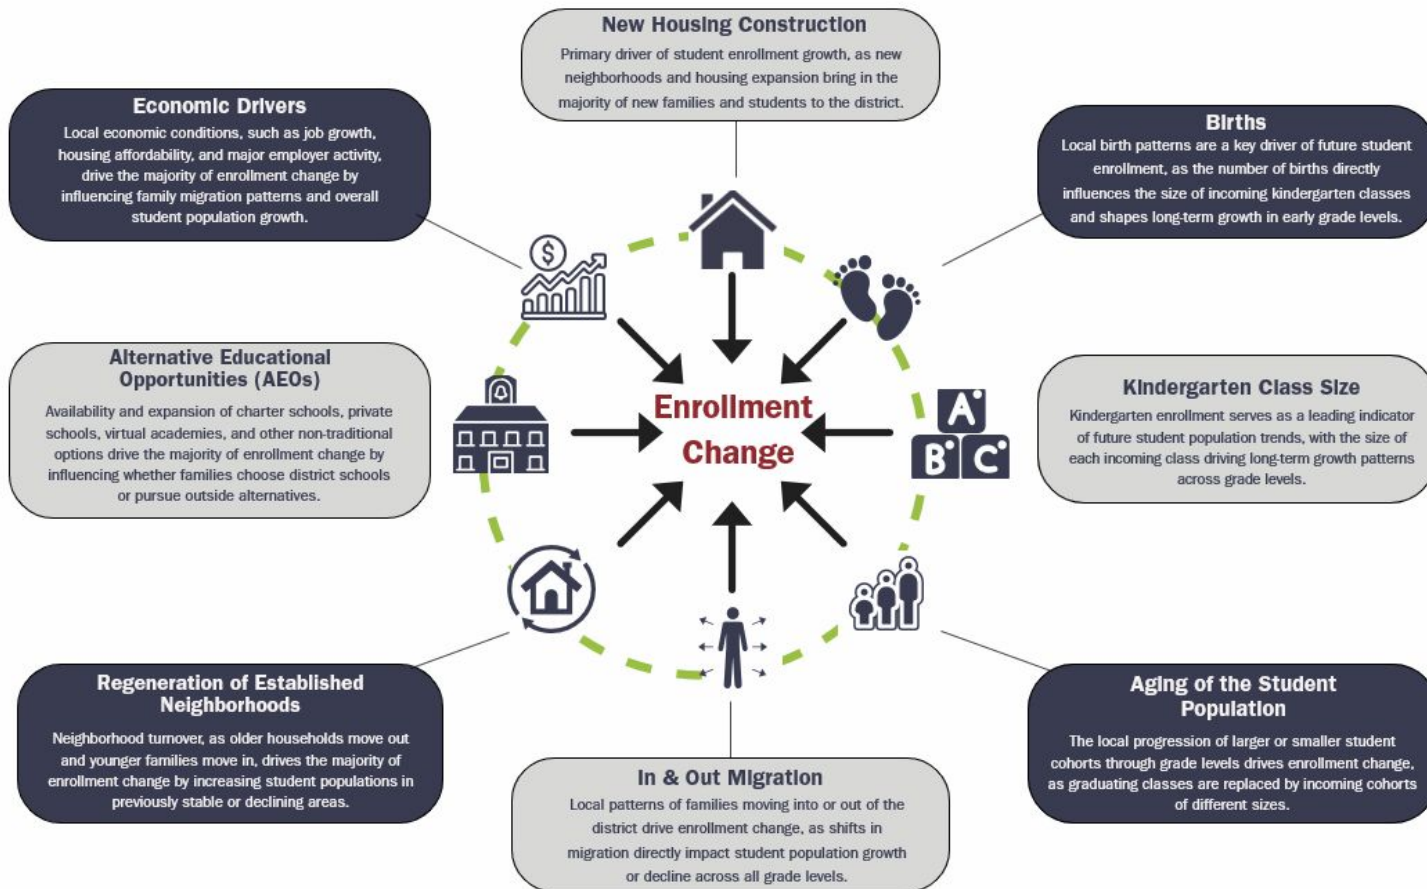 New Housing Construction
Primary driver of student enrollment growth, as new
neighborhoods and housing expansion bring in the
majority of new families and students to the district.
Economic Drivers
Local economic conditions, such as job growth,
housing affordability, and major employer activity,
drive the majority of enrollment change by
influencing family migration patterns and overall
student population growth.
Births
Local birth patterns are a key driver of future student
enrollment, as the number of births directly
influences the size of incoming kindergarten classes
and shapes long-term growth in early grade levels.
$
Alternative Educational
Opportunities (AEOs)
Availability and expansion of charter schools, private
schools, virtual academies, and other non-traditional
options drive the majority of enrollment change by
influencing whether families choose district schools
or pursue outside alternatives.
Enrollment
Change
A
B C
Kindergarten Class Size
Kindergarten enrollment serves as a leading indicator
of future student population trends, with the size of
each incoming class driving long-term growth patterns
across grade levels.
Regeneration of Established
Neighborhoods
Neighborhood turnover, as older households move out
and younger families move in, drives the majority of
enrollment change by increasing student populations in
previously stable or declining areas.
In & Out Migration
Local patterns of families moving into or out of the
district drive enrollment change, as shifts in
migration directly impact student population growth
or decline across all grade levels.
Aging of the Student
Population
The local progression of larger or smaller student
cohorts through grade levels drives enrollment change,
as graduating classes are replaced by incoming cohorts
of different sizes.